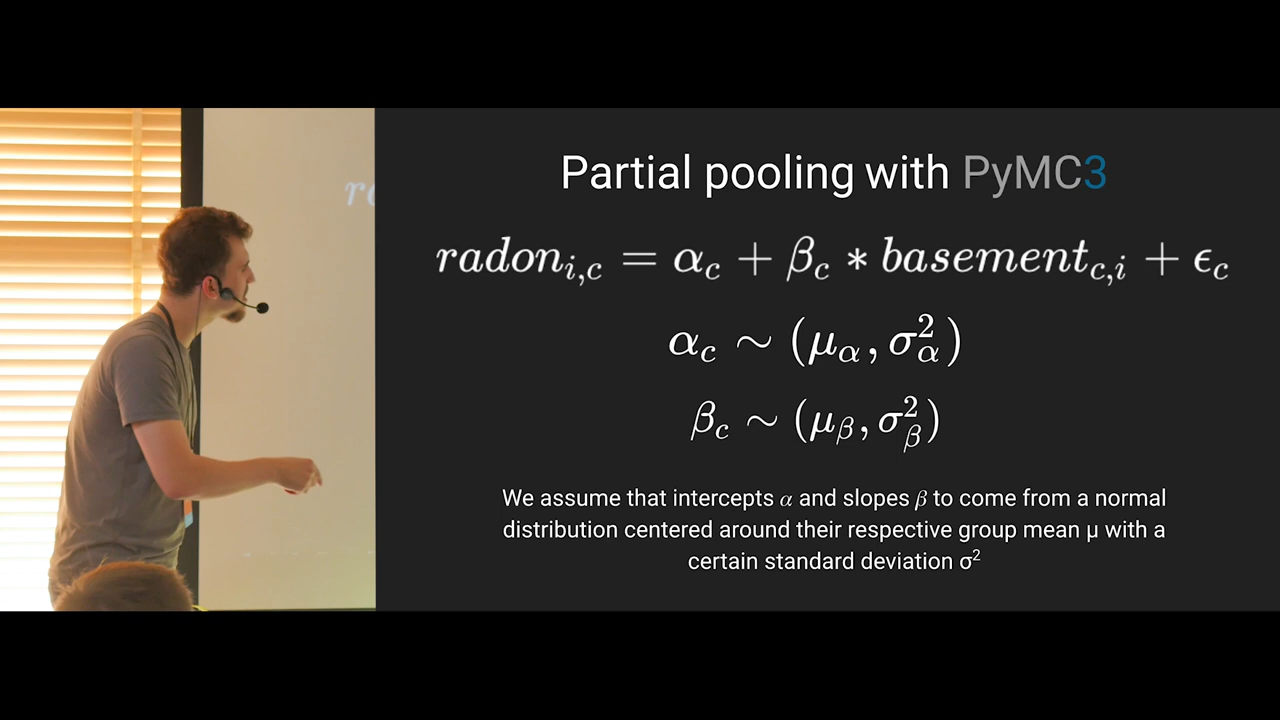 Partial pooling with PyMC3
radon_{i,c} = α_c + β_c * basement_{c,i} + ϵ_c
α_c ∼ (μ_α, σ_α^2)
β_c ∼ (μ_β, σ_β^2)
We assume that intercepts α and slopes β to come from a normal
distribution centered around their respective group mean μ with a
certain standard deviation σ^2